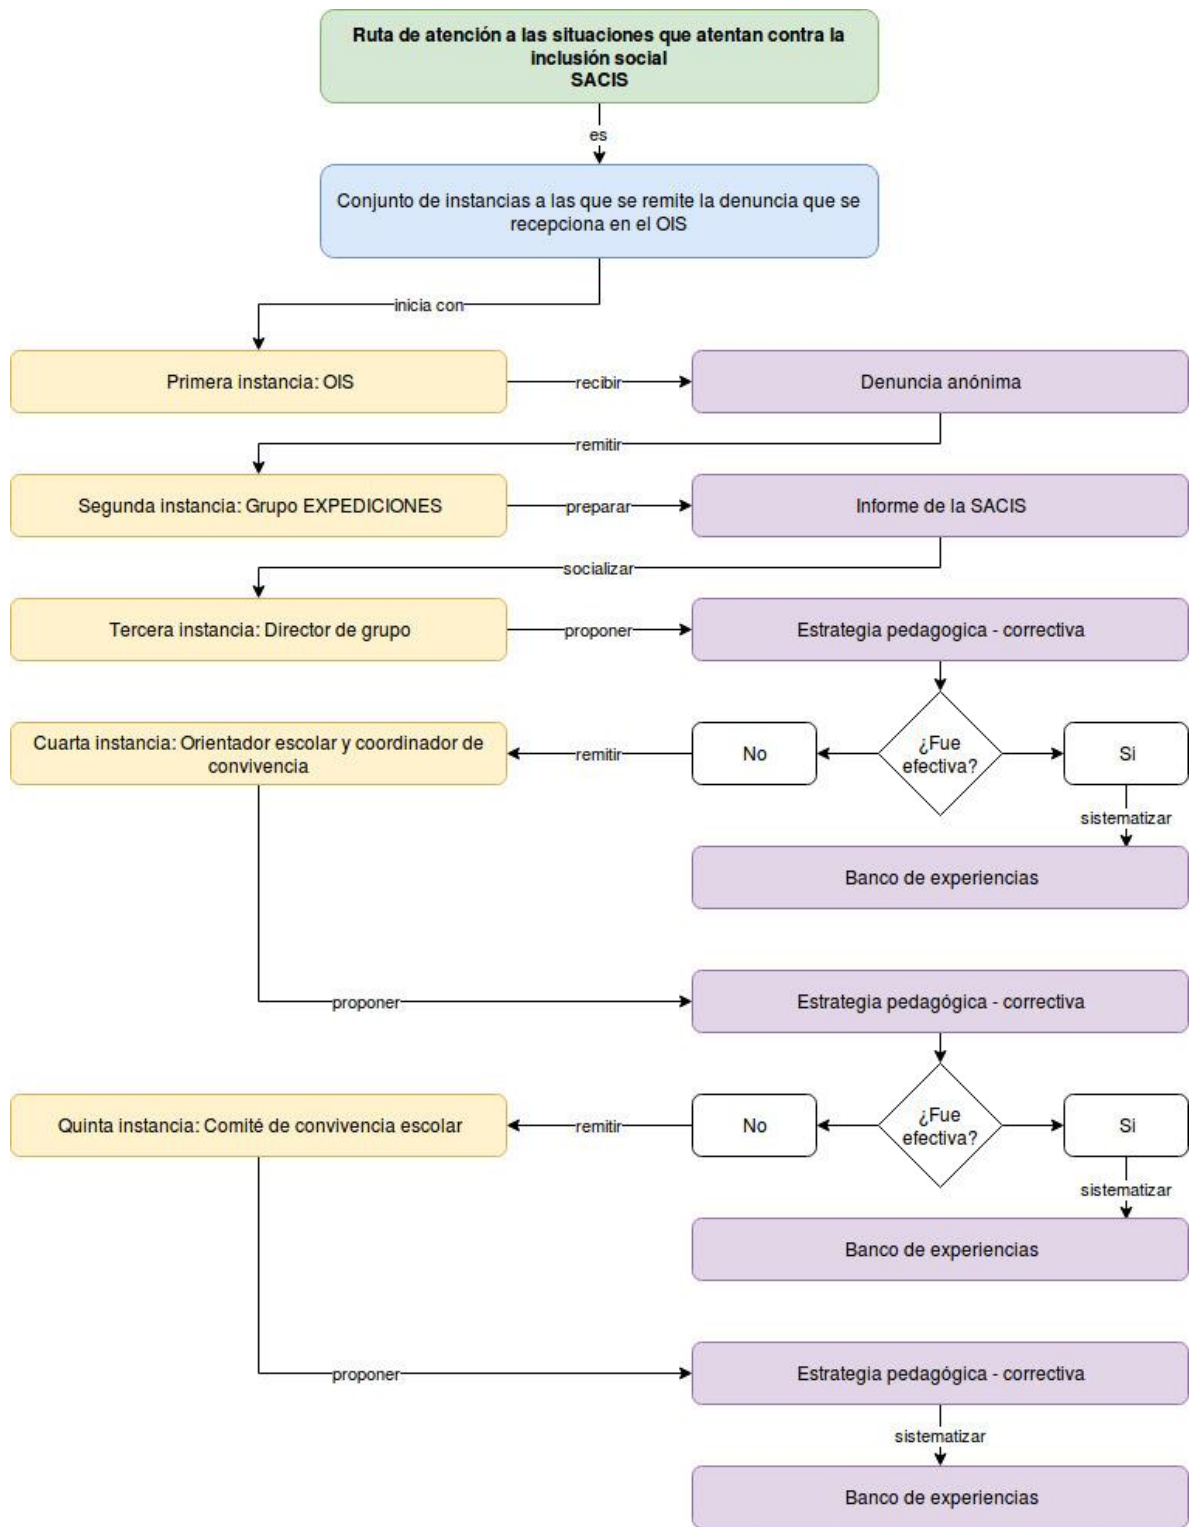 Ruta de atención a las situaciones que atentan contra la
inclusión social
SACIS
es
Conjunto de instancias a las que se remite la denuncia que se
recepciona en el OIS
inicia con
Primera instancia: OIS
recibir
Denuncia anónima
remitir
Segunda instancia: Grupo EXPEDICIONES
preparar
Informe de la SACIS
socializar
Tercera instancia: Director de grupo
proponer
Estrategia pedagogica - correctiva
Cuarta instancia: Orientador escolar y coordinador de
convivencia
remitir
No
¿Fue
efectiva?
Si
sistematizar
Banco de experiencias
proponer
Estrategia pedagógica - correctiva
Quinta instancia: Comité de convivencia escolar
remitir
No
¿Fue
efectiva?
Si
sistematizar
Banco de experiencias
proponer
Estrategia pedagógica - correctiva
sistematizar
Banco de experiencias